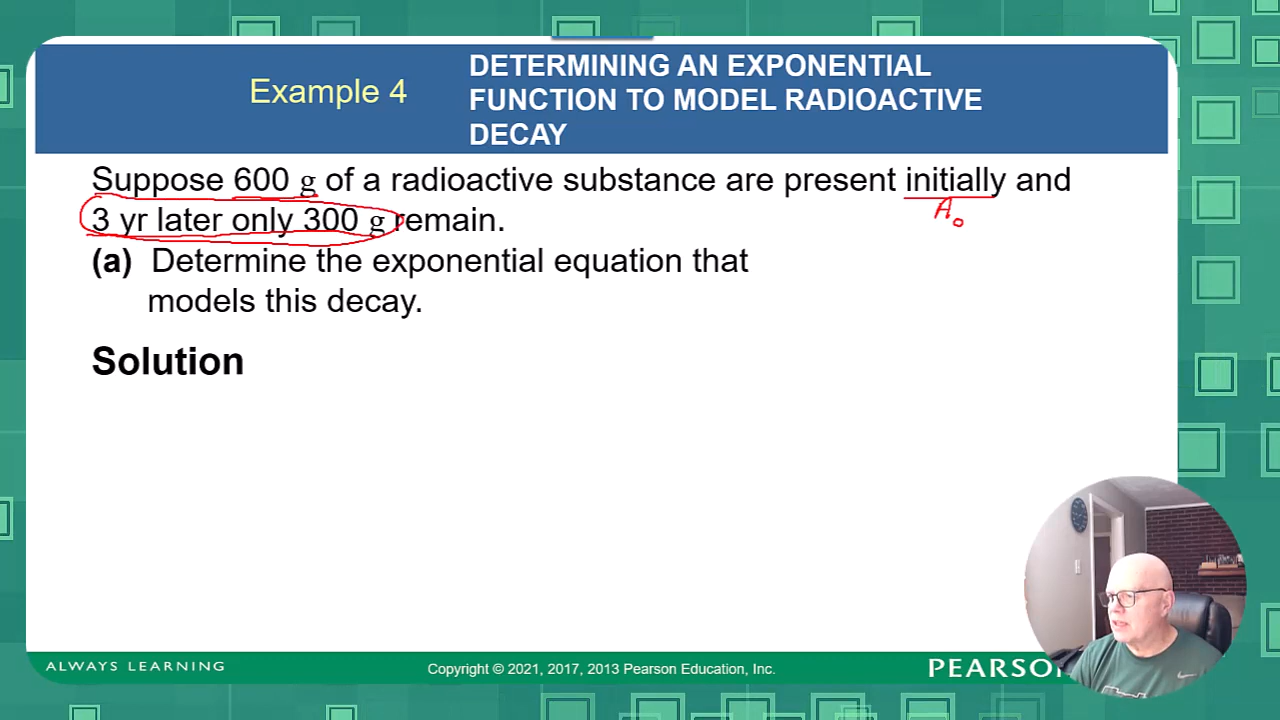 Example 4
DETERMINING AN EXPONENTIAL
FUNCTION TO MODEL RADIOACTIVE
DECAY
Suppose 600 g of a radioactive substance are present initially and
A₀
3 yr later only 300 g remain.
(a) Determine the exponential equation that
models this decay.
Solution
ALWAYS LEARNING
Copyright © 2021, 2017, 2013 Pearson Education, Inc.
PEARSON